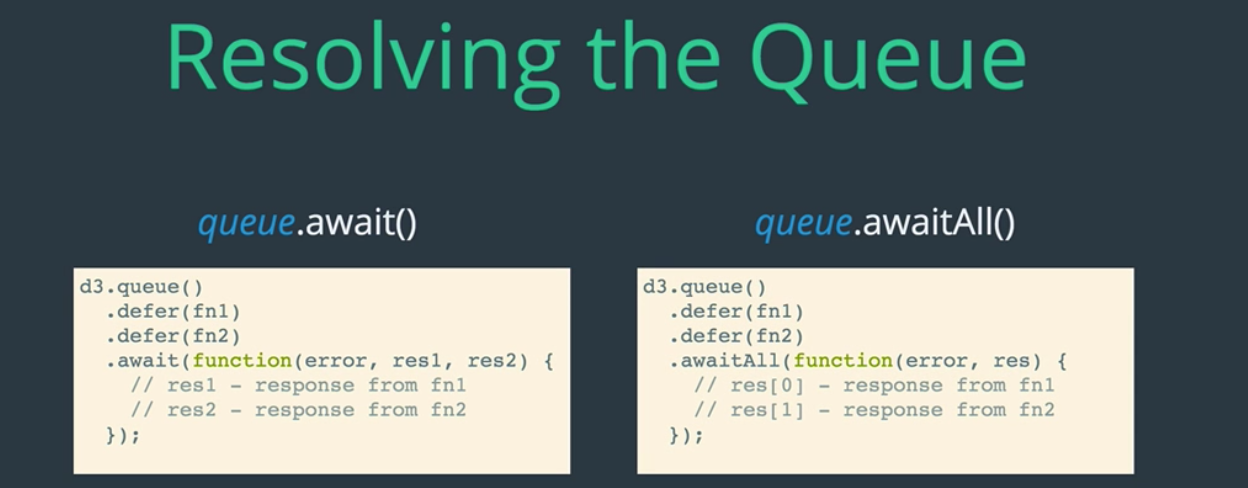 Resolving the Queue
queue.await()
d3.queue()
.defer(fn1)
.defer(fn2)
.await(function(error, res1, res2) {
// res1 - response from fn1
// res2 - response from fn2
});
queue.awaitAll()
d3.queue()
.defer(fn1)
.defer(fn2)
.awaitAll(function(error, res) {
// res[0] - response from fn1
// res[1] - response from fn2
});